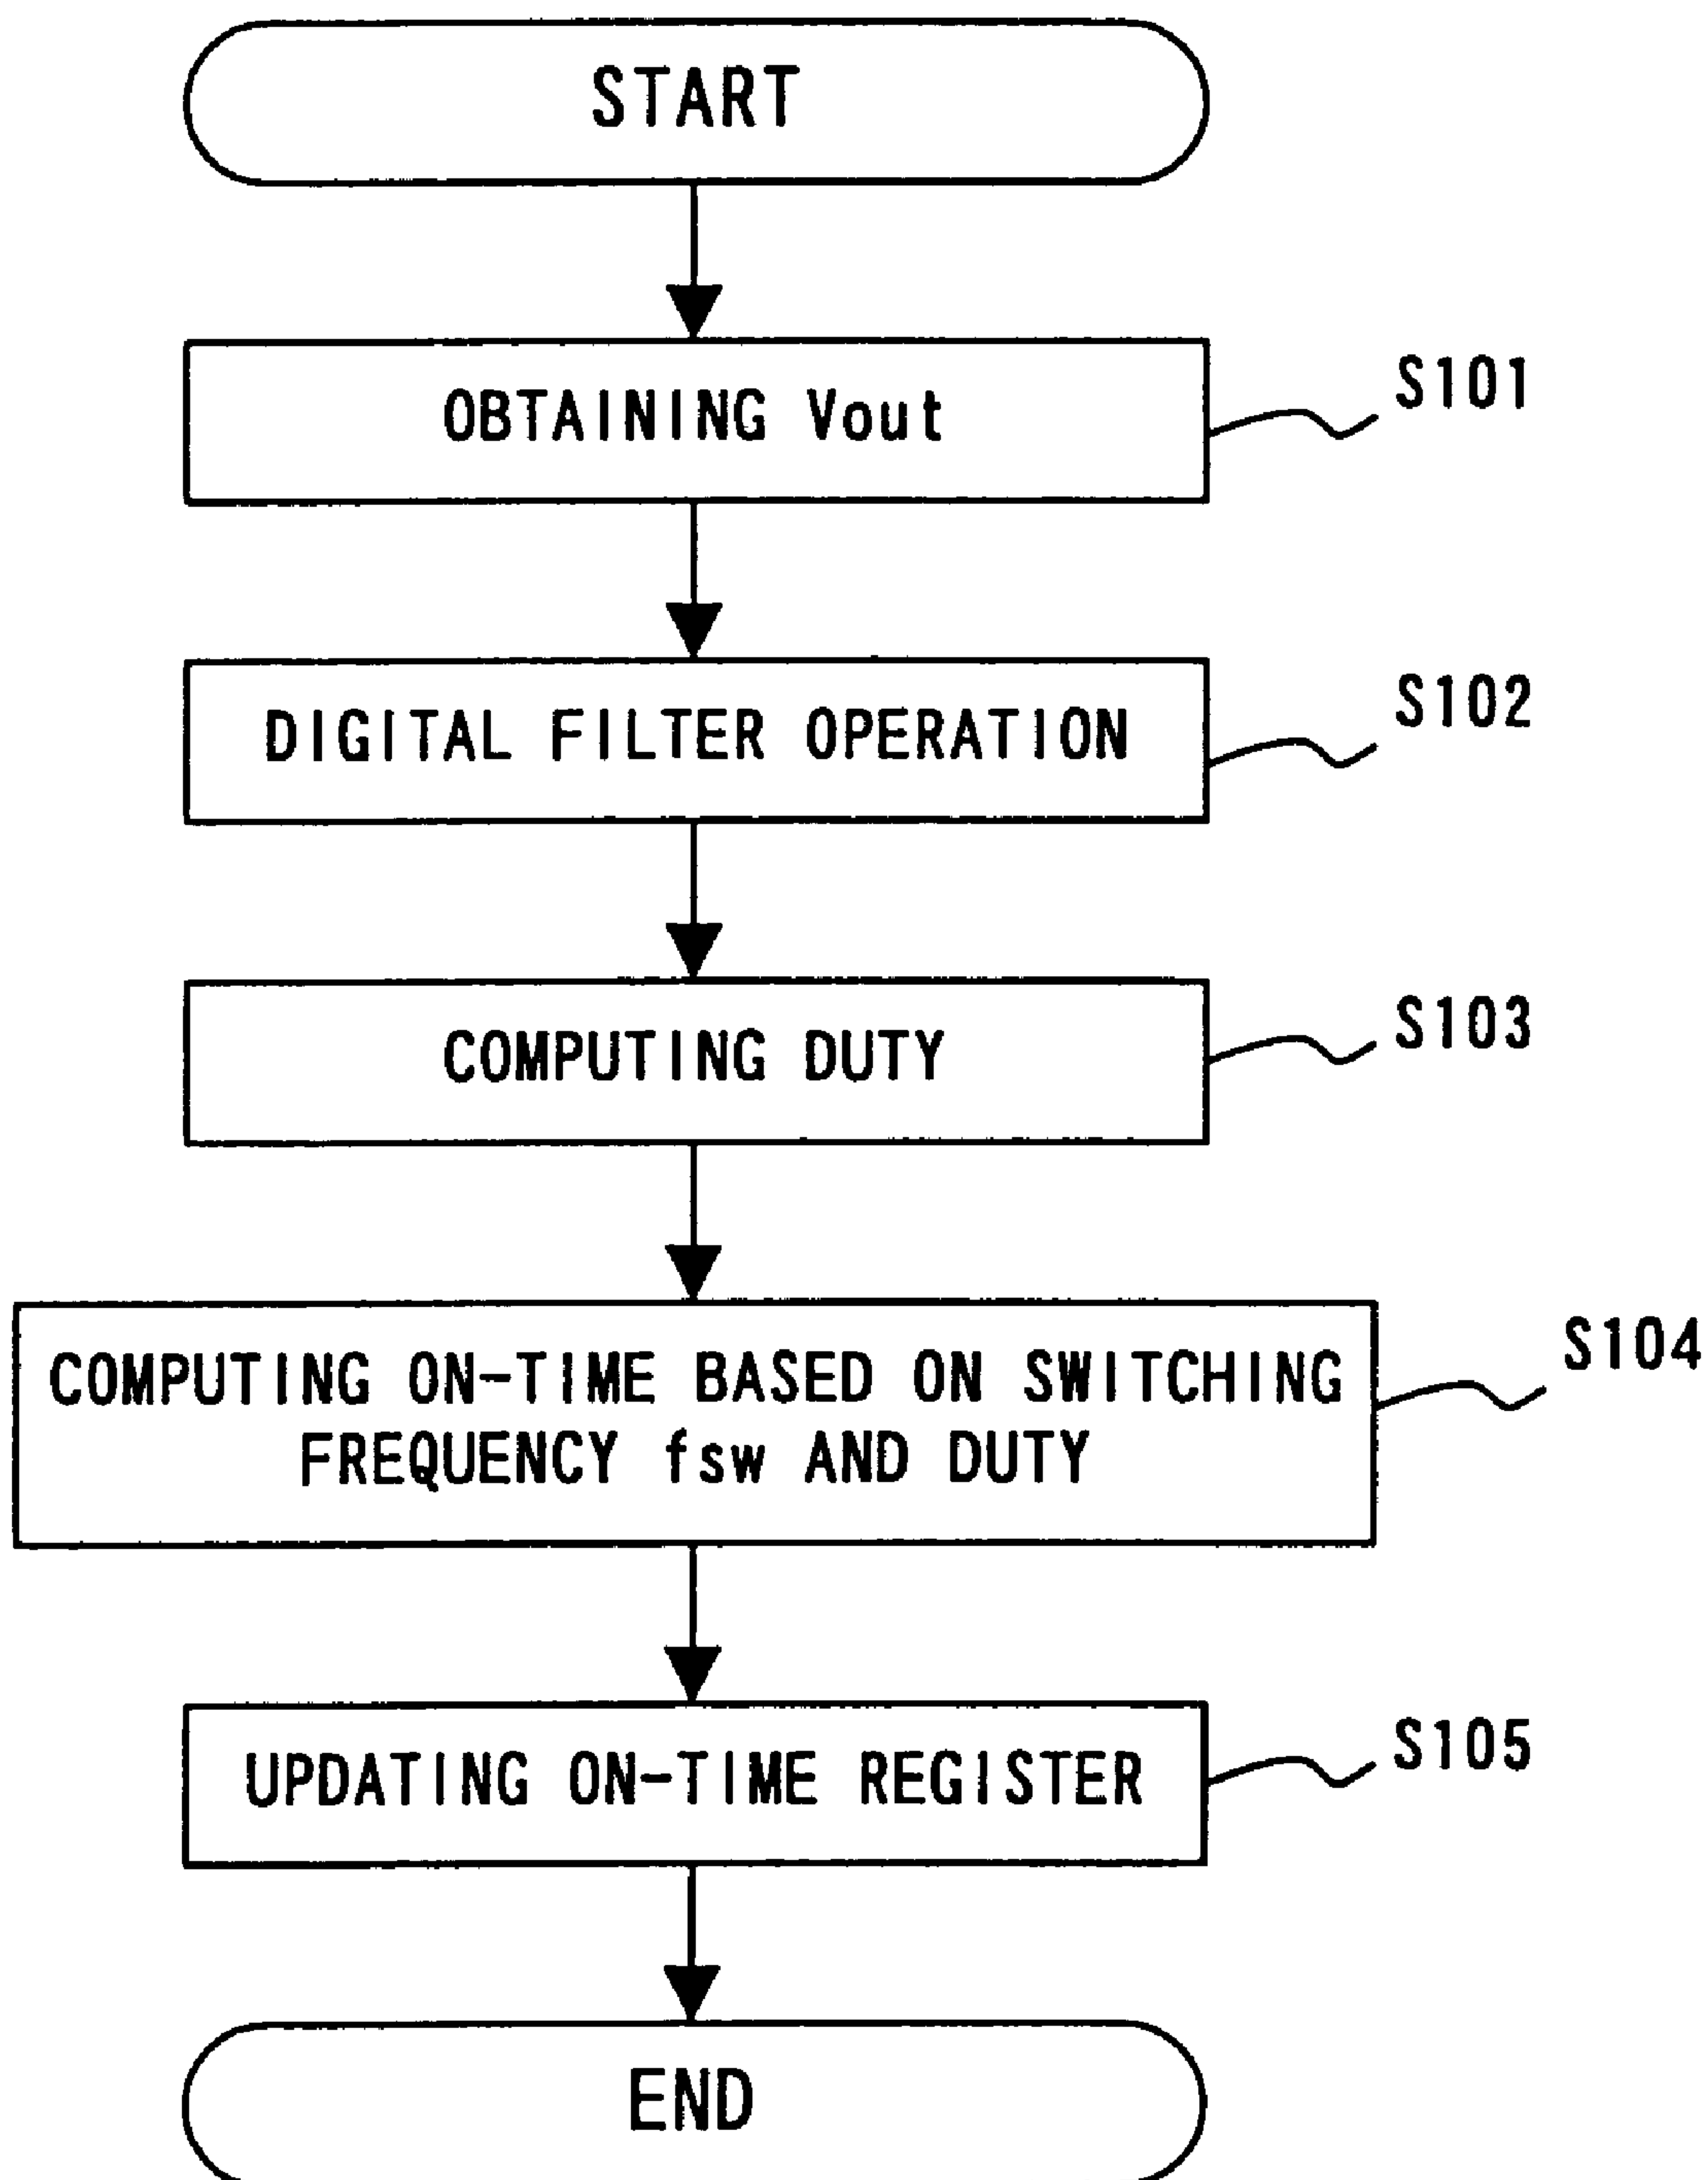 START
OBTAINING Vout
S101
DIGITAL FILTER OPERATION
S102
COMPUTING DUTY
S103
COMPUTING ON-TIME BASED ON SWITCHING
FREQUENCY fsw AND DUTY
S104
UPDATING ON-TIME REGISTER
S105
END